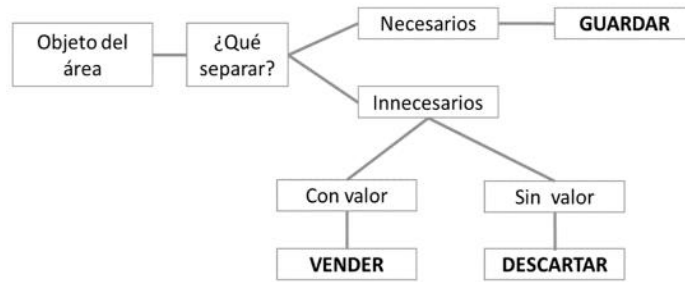 Objeto del
área
¿Qué
separar?
Necesarios
GUARDAR
Innecesarios
Con valor
Sin valor
VENDER
DESCARTAR